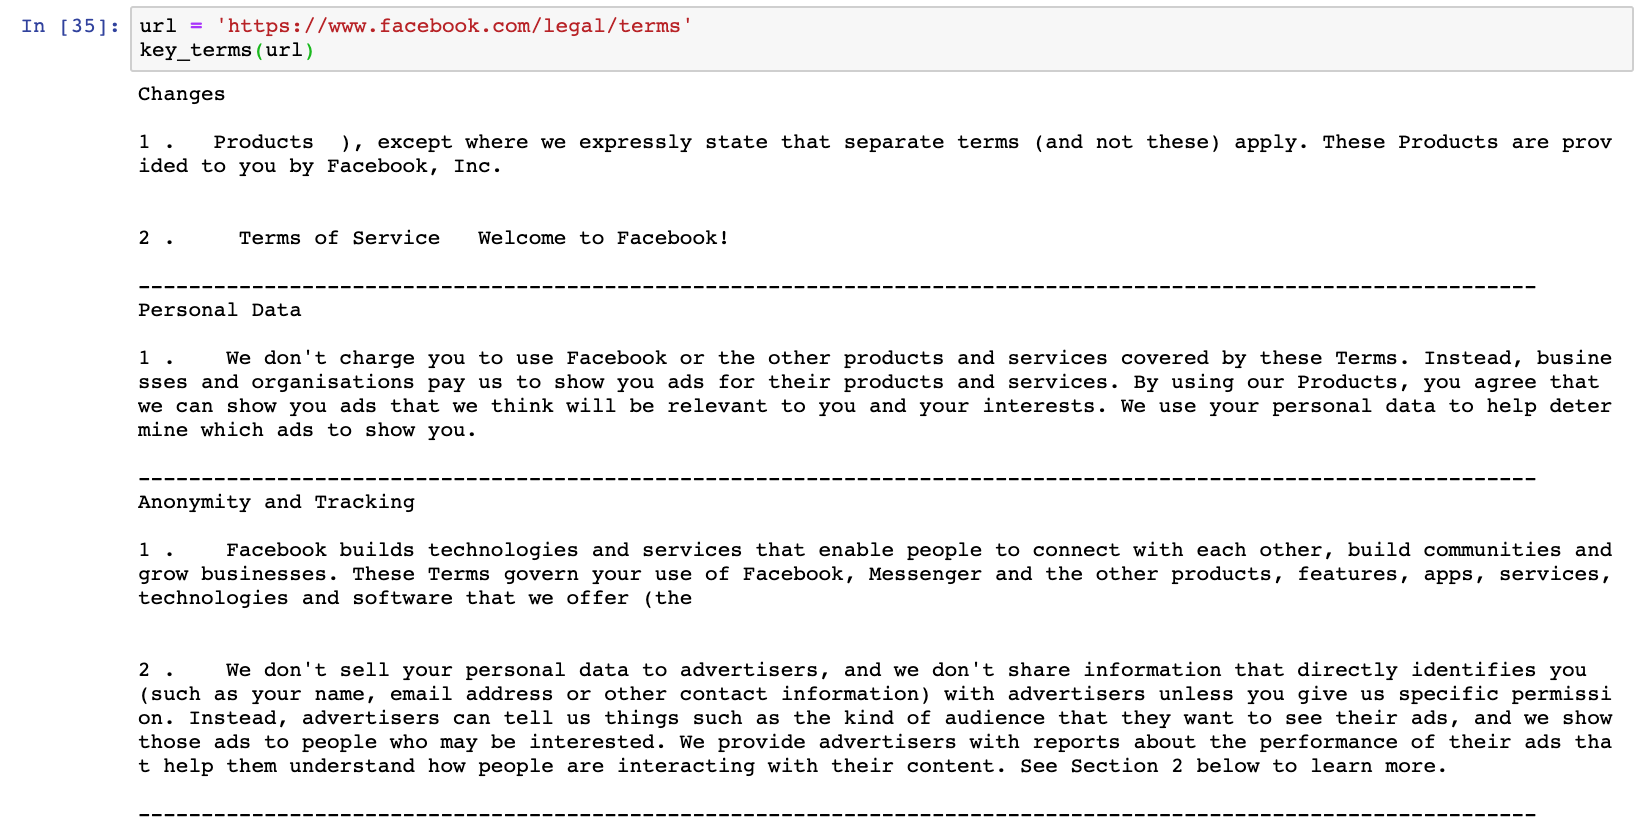 In [35]: url = 'https://www.facebook.com/legal/terms'
key_terms(url)
Changes
1 .   Products  ), except where we expressly state that separate terms (and not these) apply. These Products are prov
ided to you by Facebook, Inc.
2 .     Terms of Service   Welcome to Facebook!
---------------------------------------------------------------------------------------------------------------
Personal Data
1 .    We don't charge you to use Facebook or the other products and services covered by these Terms. Instead, busine
sses and organisations pay us to show you ads for their products and services. By using our Products, you agree that
we can show you ads that we think will be relevant to you and your interests. We use your personal data to help deter
mine which ads to show you.
---------------------------------------------------------------------------------------------------------------
Anonymity and Tracking
1 .    Facebook builds technologies and services that enable people to connect with each other, build communities and
grow businesses. These Terms govern your use of Facebook, Messenger and the other products, features, apps, services,
technologies and software that we offer (the
2 .    We don't sell your personal data to advertisers, and we don't share information that directly identifies you
(such as your name, email address or other contact information) with advertisers unless you give us specific permissi
on. Instead, advertisers can tell us things such as the kind of audience that they want to see their ads, and we show
those ads to people who may be interested. We provide advertisers with reports about the performance of their ads tha
t help them understand how people are interacting with their content. See Section 2 below to learn more.
---------------------------------------------------------------------------------------------------------------